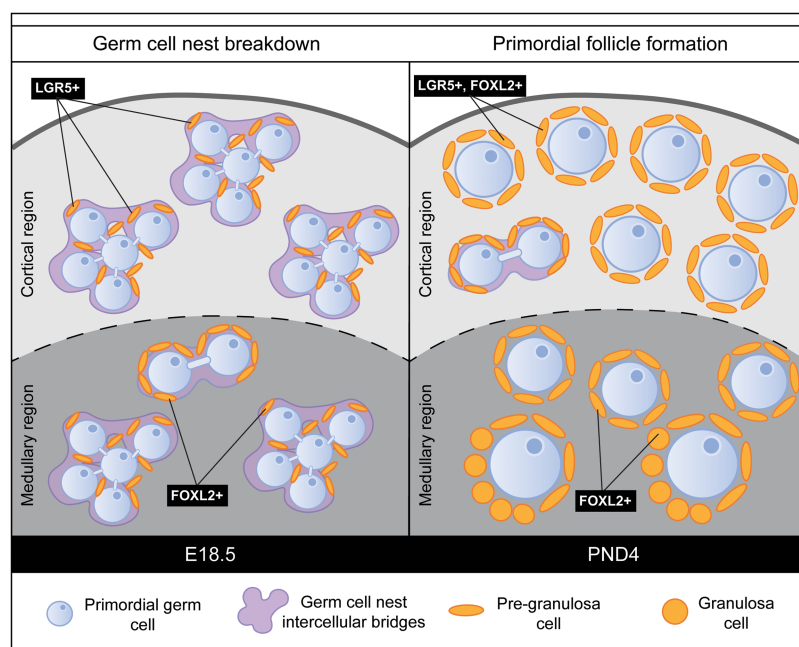 Germ cell nest breakdown
Primordial follicle formation
LGR5+
LGR5+, FOXL2+
Cortical region
Cortical region
Medullary region
Medullary region
FOXL2+
FOXL2+
E18.5
PND4
Primordial germ
cell
Germ cell nest
intercellular bridges
Pre-granulosa
cell
Granulosa
cell